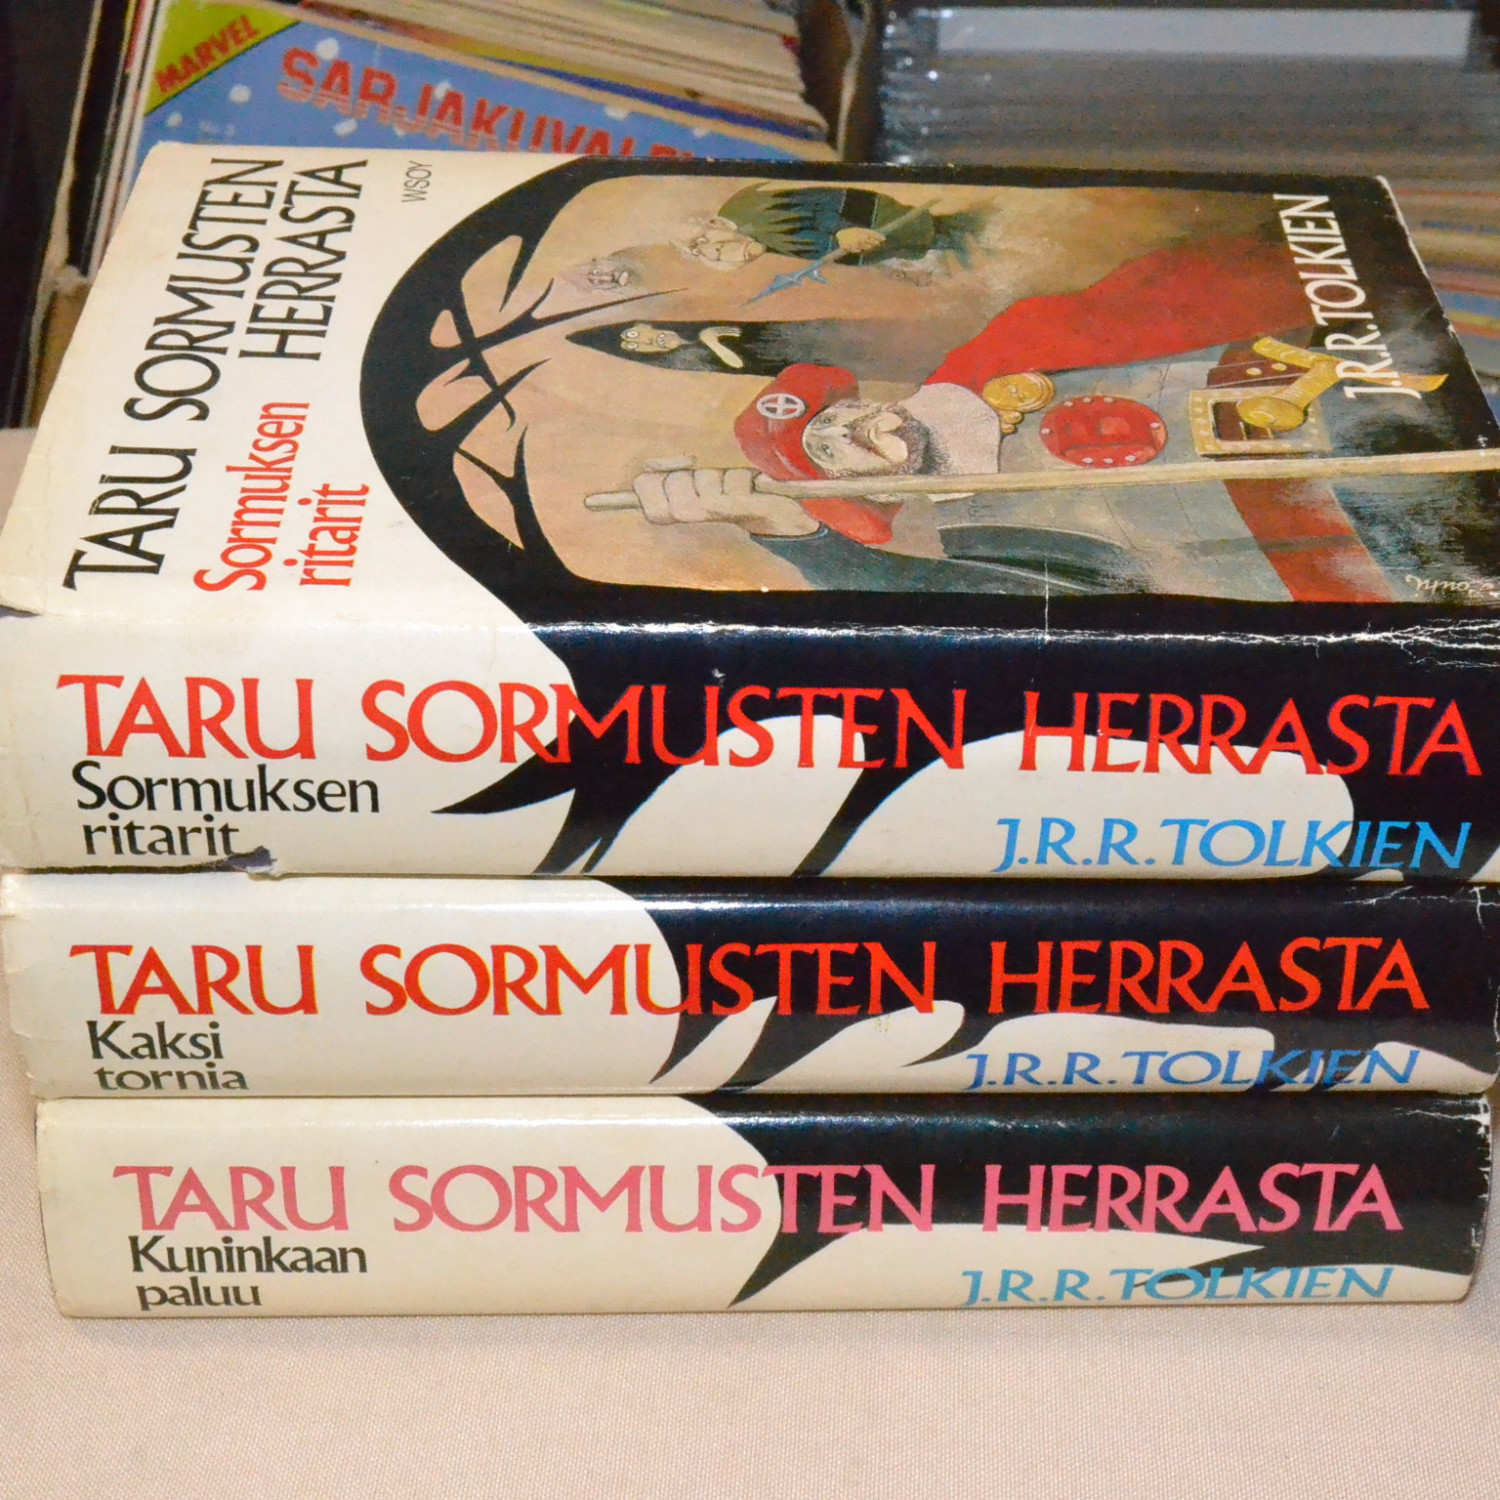 MARVEL
TARU SORMUSTEN
HERRASTA
Sormuksen
ritarit
WSOY
J.R.R.TOLKIEN
TARU SORMUSTEN HERRASTA
Sormuksen
ritarit
J.R.R.TOLKIEN
TARU SORMUSTEN HERRASTA
Kaksi
tornia
J.R.R.TOLKIEN
TARU SORMUSTEN HERRASTA
Kuninkaan
paluu
J.R.R.TOLKIEN